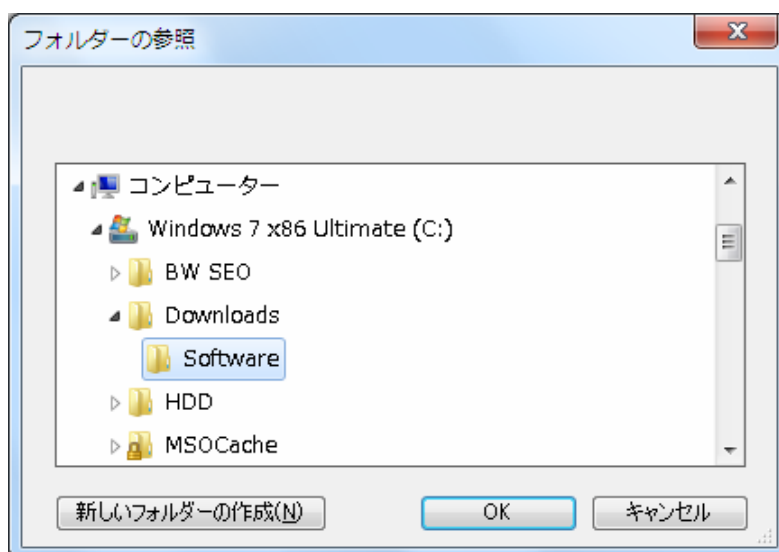 フォルダーの参照
コンピューター
Windows 7 x86 Ultimate (C:)
BW SEO
Downloads
Software
HDD
MSOCache
新しいフォルダーの作成(N) OK キャンセル